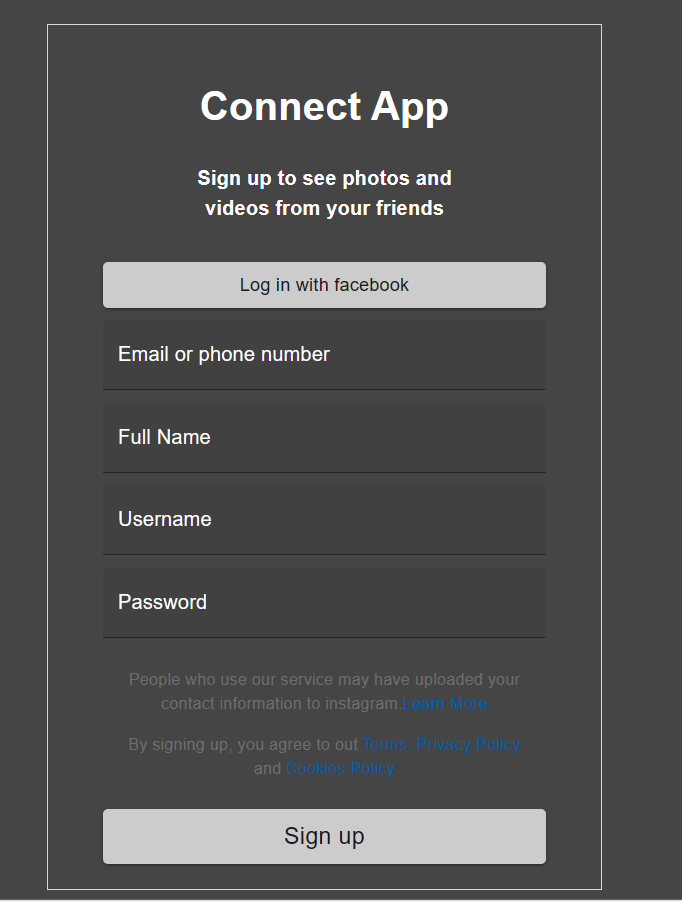 Connect App
Sign up to see photos and
videos from your friends
Log in with facebook
Email or phone number
Full Name
Username
Password
People who use our service may have uploaded your
contact information to instagram.Learn More
By signing up, you agree to out Terms, Privacy Policy
and Cookies Policy
Sign up